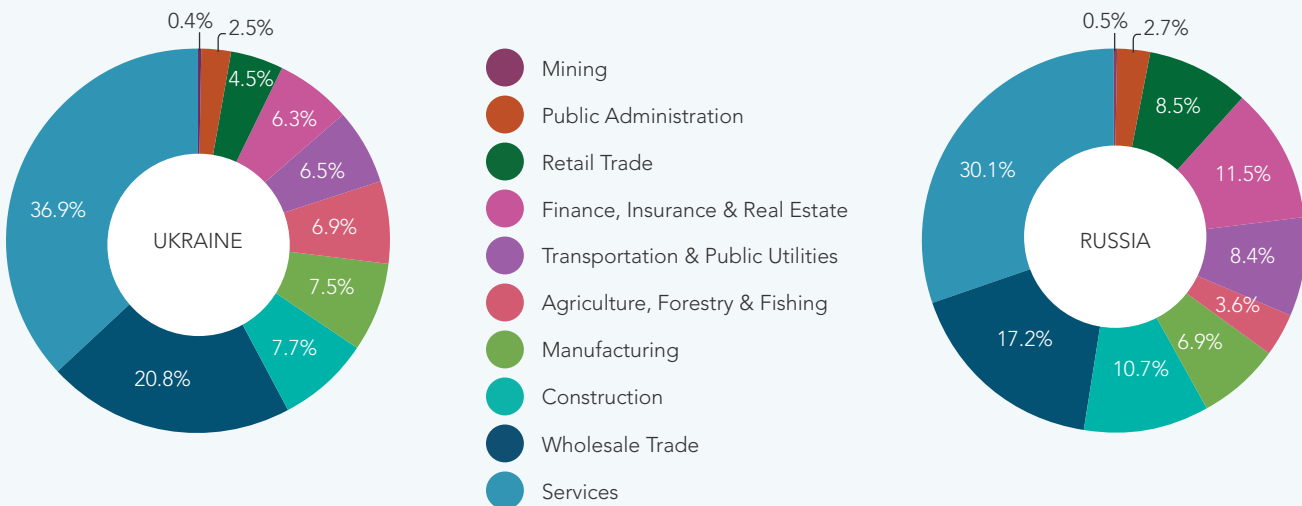 0.4%
2.5%
4.5%
6.3%
6.5%
6.9%
7.5%
7.7%
20.8%
36.9%
UKRAINE
Mining
Public Administration
Retail Trade
Finance, Insurance & Real Estate
Transportation & Public Utilities
Agriculture, Forestry & Fishing
Manufacturing
Construction
Wholesale Trade
Services
0.5%
2.7%
8.5%
11.5%
8.4%
3.6%
6.9%
10.7%
17.2%
30.1%
RUSSIA